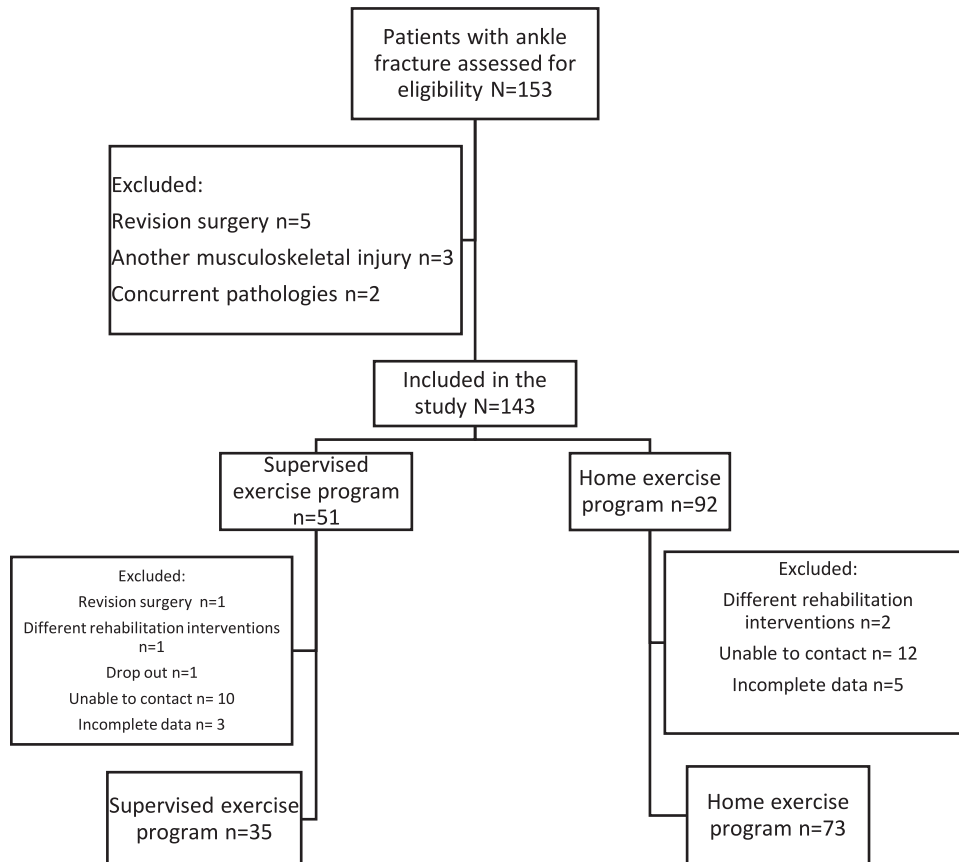 Patients with ankle
fracture assessed for
eligibility N=153
Excluded:
Revision surgery n=5
Another musculoskeletal injury n=3
Concurrent pathologies n=2
Included in the
study N=143
Supervised
exercise program
n=51
Home exercise
program n=92
Excluded:
Revision surgery n=1
Different rehabilitation interventions
n=1
Drop out n=1
Unable to contact n= 10
Incomplete data n= 3
Excluded:
Different rehabilitation
interventions n=2
Unable to contact n= 12
Incomplete data n=5
Supervised exercise
program n=35
Home exercise
program n=73